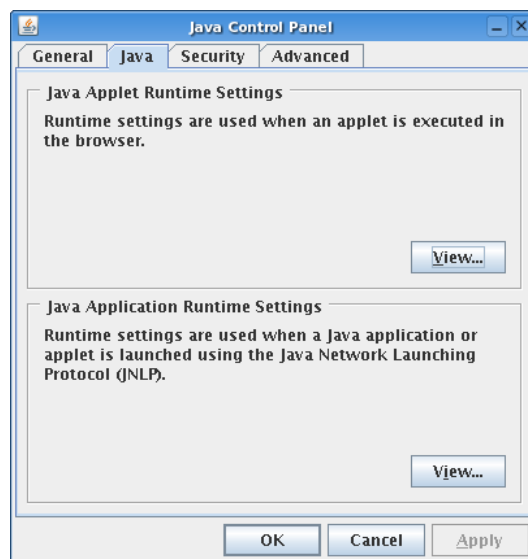 Java Control Panel
General Java Security Advanced
Java Applet Runtime Settings
Runtime settings are used when an applet is executed in
the browser.
View...
Java Application Runtime Settings
Runtime settings are used when a Java application or
applet is launched using the Java Network Launching
Protocol (JNLP).
View...
OK Cancel Apply